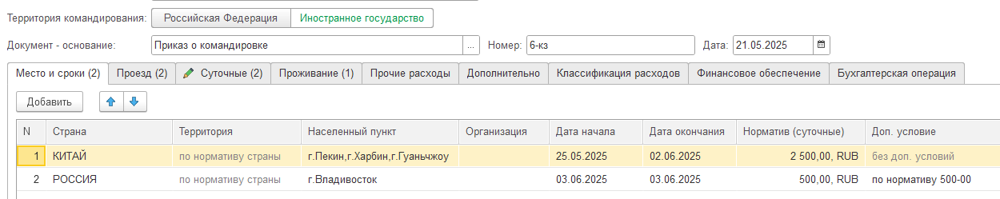 Территория командирования: Российская Федерация Иностранное государство
Документ - основание: Приказ о командировке ... Номер: 6-кз Дата: 21.05.2025
Место и сроки (2) Проезд (2) Суточные (2) Проживание (1) Прочие расходы Дополнительно Классификация расходов Финансовое обеспечение Бухгалтерская операция
Добавить
N Страна Территория Населенный пункт Организация Дата начала Дата окончания Норматив (суточные) Доп. условие
1 КИТАЙ по нормативу страны г.Пекин,г.Харбин,г.Гуаньчжоу 25.05.2025 02.06.2025 2 500,00, RUB без доп. условий
2 РОССИЯ по нормативу страны г.Владивосток 03.06.2025 03.06.2025 500,00, RUB по нормативу 500-00